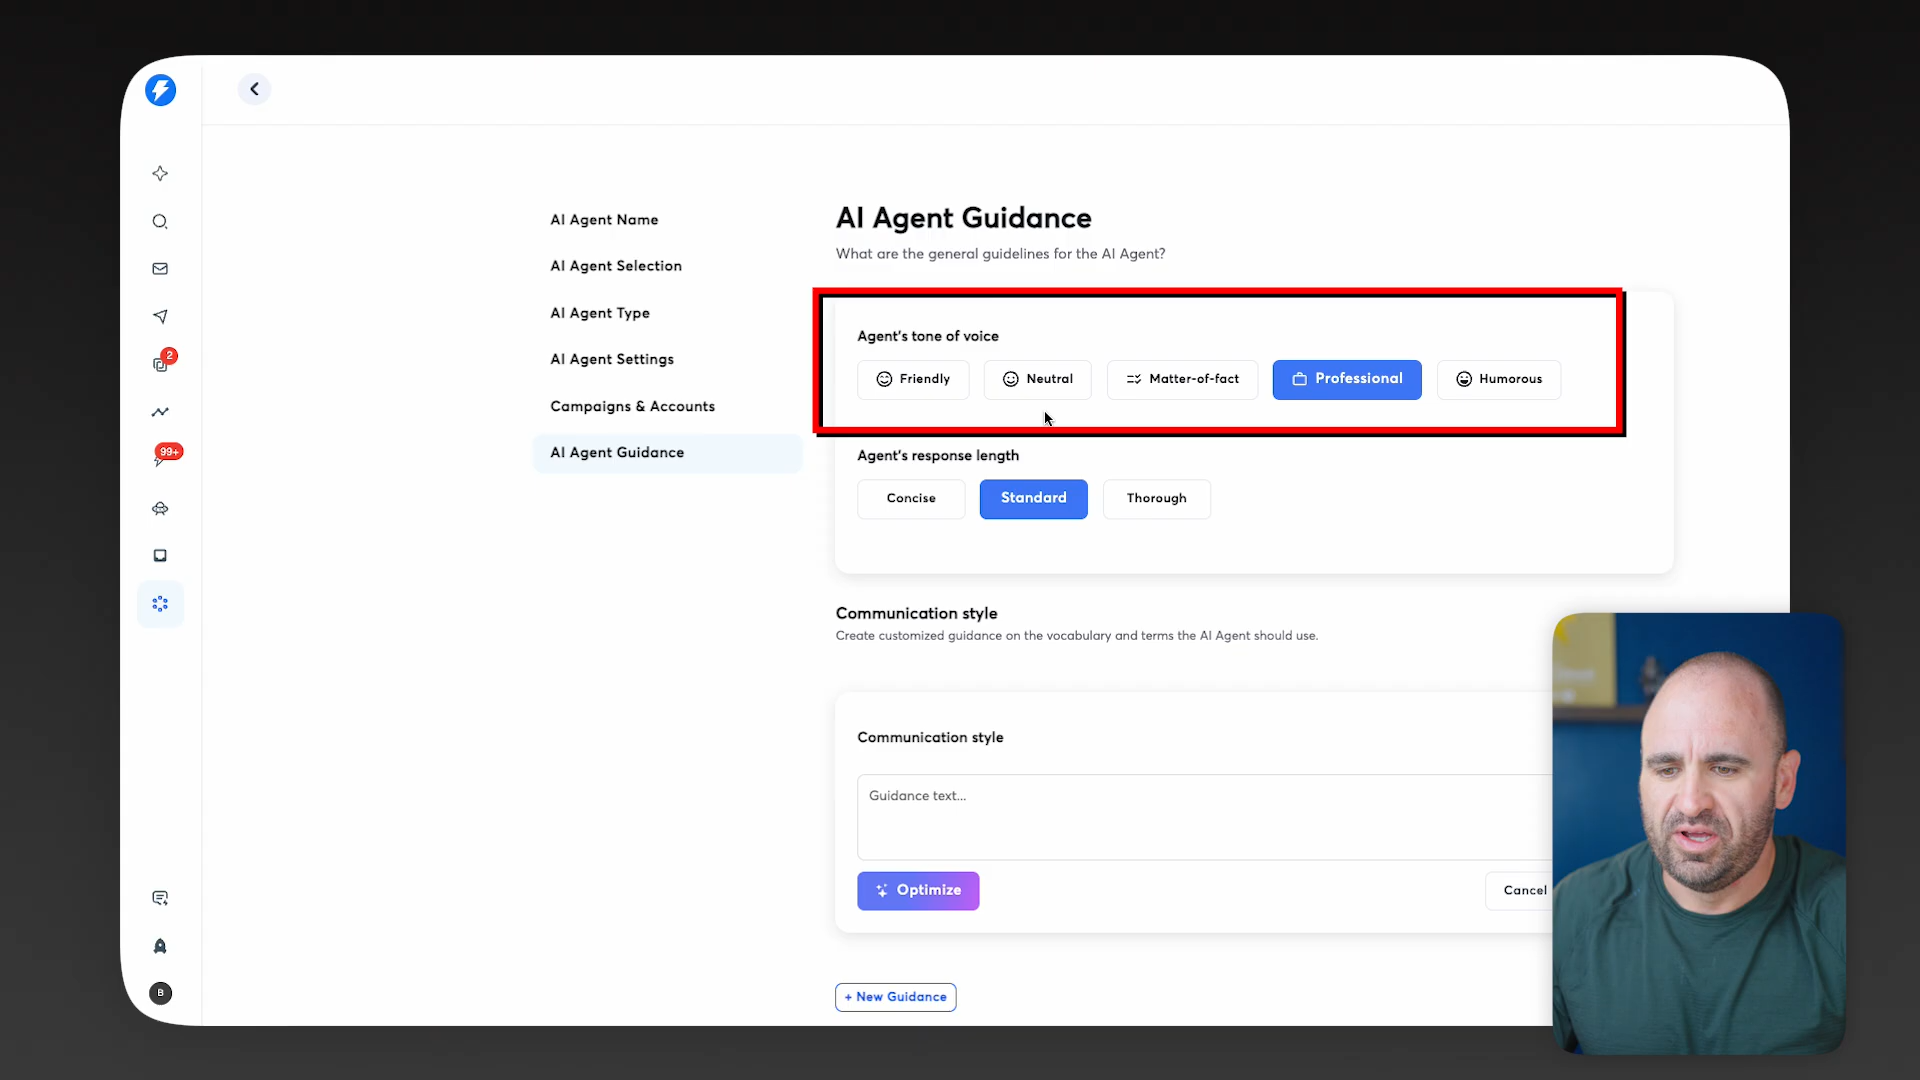 AI Agent Name
AI Agent Selection
AI Agent Type
AI Agent Settings
Campaigns & Accounts
AI Agent Guidance
2
99+
B
AI Agent Guidance
What are the general guidelines for the AI Agent?
Agent's tone of voice
Friendly Neutral Matter-of-fact Professional Humorous
Agent's response length
Concise Standard Thorough
Communication style
Create customized guidance on the vocabulary and terms the AI Agent should use.
Communication style
Guidance text...
Optimize Cancel
+ New Guidance